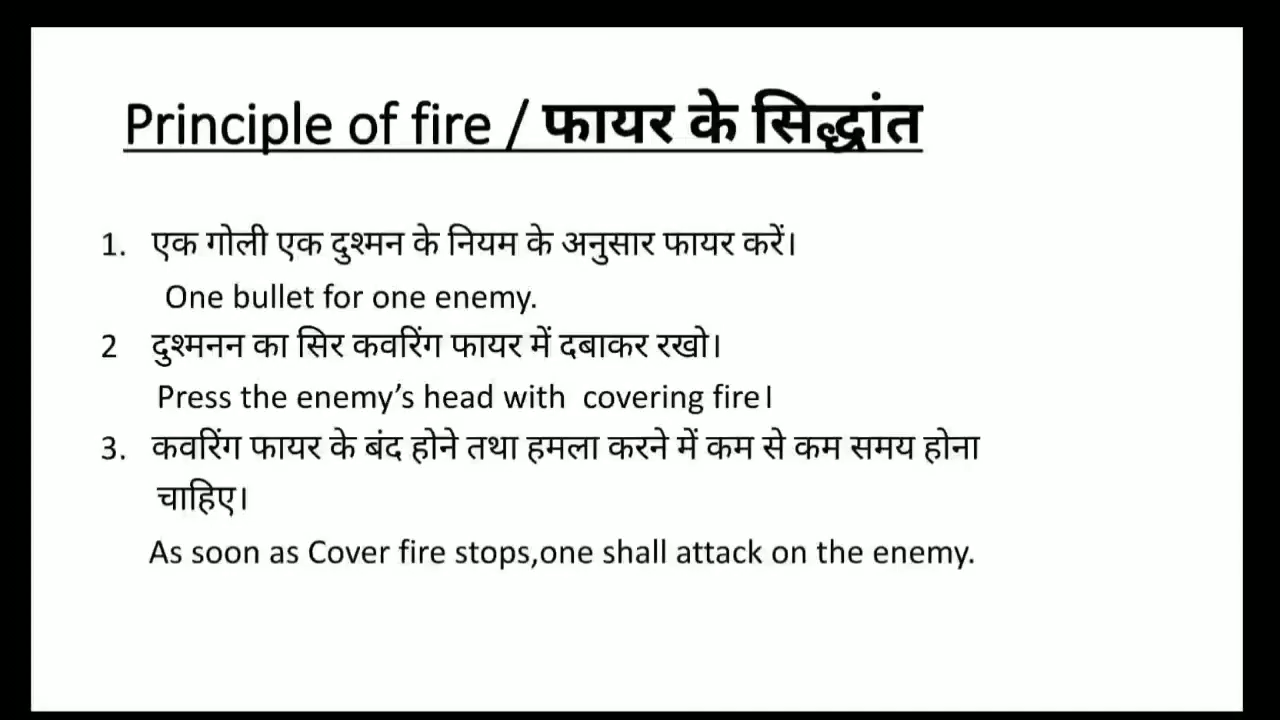 Principle of fire / फायर के सिद्धांत
1. एक गोली एक दुश्मन के नियम के अनुसार फायर करें।
One bullet for one enemy.
2 दुश्मनन का सिर कवरिंग फायर में दबाकर रखो।
Press the enemy’s head with covering fire।
3. कवरिंग फायर के बंद होने तथा हमला करने में कम से कम समय होना
चाहिए।
As soon as Cover fire stops,one shall attack on the enemy.